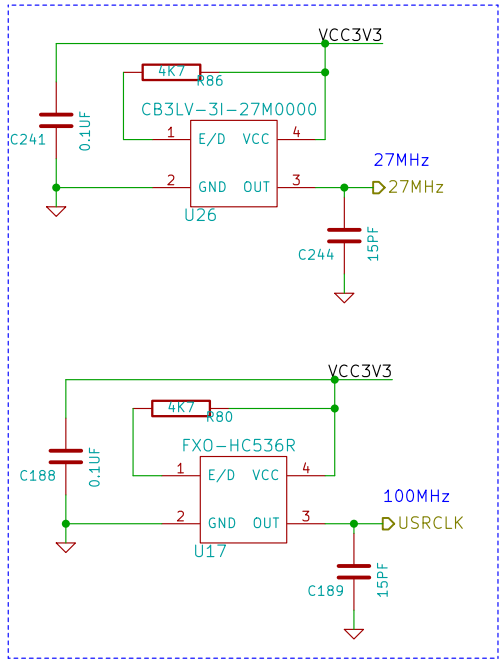 VCC3V3
4K7
R86
CB3LV-3I-27M0000
C241
0.1UF
1 E/D VCC 4
27MHz
2 GND OUT 3
27MHz
U26
C244
15PF
VCC3V3
4K7
R80
FXO-HC536R
C188
0.1UF
1 E/D VCC 4
100MHz
2 GND OUT 3
USRCLK
U17
C189
15PF